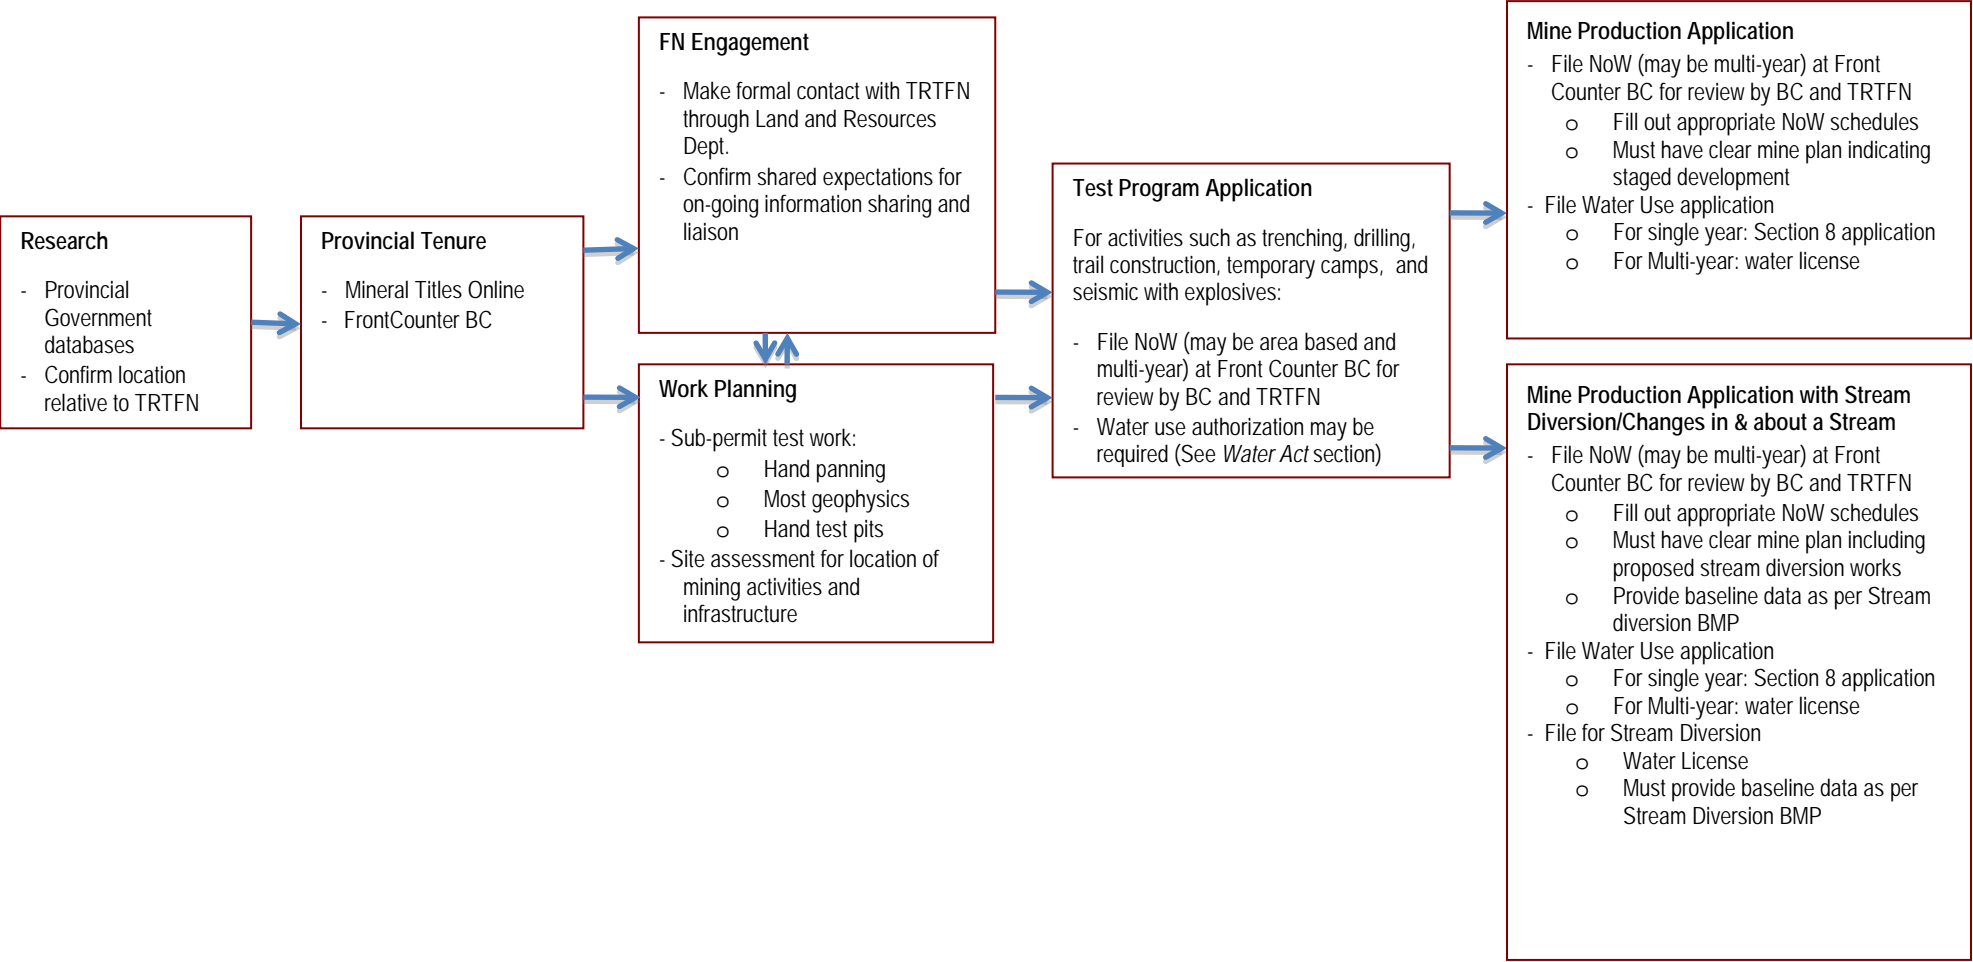 Research
- Provincial
Government
databases
- Confirm location
relative to TRTFN
Provincial Tenure
- Mineral Titles Online
- FrontCounter BC
FN Engagement
- Make formal contact with TRTFN
through Land and Resources
Dept.
- Confirm shared expectations for
on-going information sharing and
liaison
Work Planning
- Sub-permit test work:
o Hand panning
o Most geophysics
o Hand test pits
- Site assessment for location of
mining activities and
infrastructure
Test Program Application
For activities such as trenching, drilling,
trail construction, temporary camps, and
seismic with explosives:
- File NoW (may be area based and
multi-year) at Front Counter BC for
review by BC and TRTFN
- Water use authorization may be
required (See Water Act section)
Mine Production Application
- File NoW (may be multi-year) at Front
Counter BC for review by BC and TRTFN
o Fill out appropriate NoW schedules
o Must have clear mine plan indicating
staged development
- File Water Use application
o For single year: Section 8 application
o For Multi-year: water license
Mine Production Application with Stream
Diversion/Changes in & about a Stream
- File NoW (may be multi-year) at Front
Counter BC for review by BC and TRTFN
o Fill out appropriate NoW schedules
o Must have clear mine plan including
proposed stream diversion works
o Provide baseline data as per Stream
diversion BMP
- File Water Use application
o For single year: Section 8 application
o For Multi-year: water license
- File for Stream Diversion
o Water License
o Must provide baseline data as per
Stream Diversion BMP